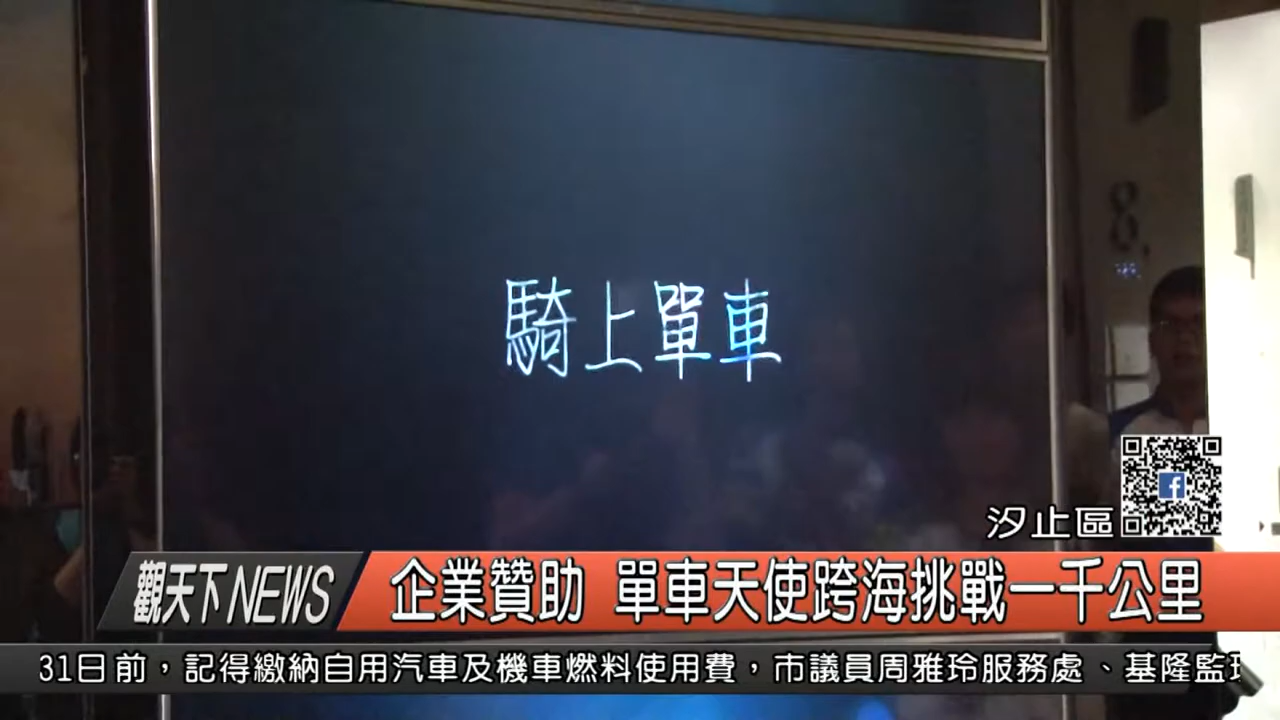 8
騎上單車
汐止區
觀天下NEWS
企業贊助 單車天使跨海挑戰一千公里
31日前，記得繳納自用汽車及機車燃料使用費，市議員周雅玲服務處、基隆監